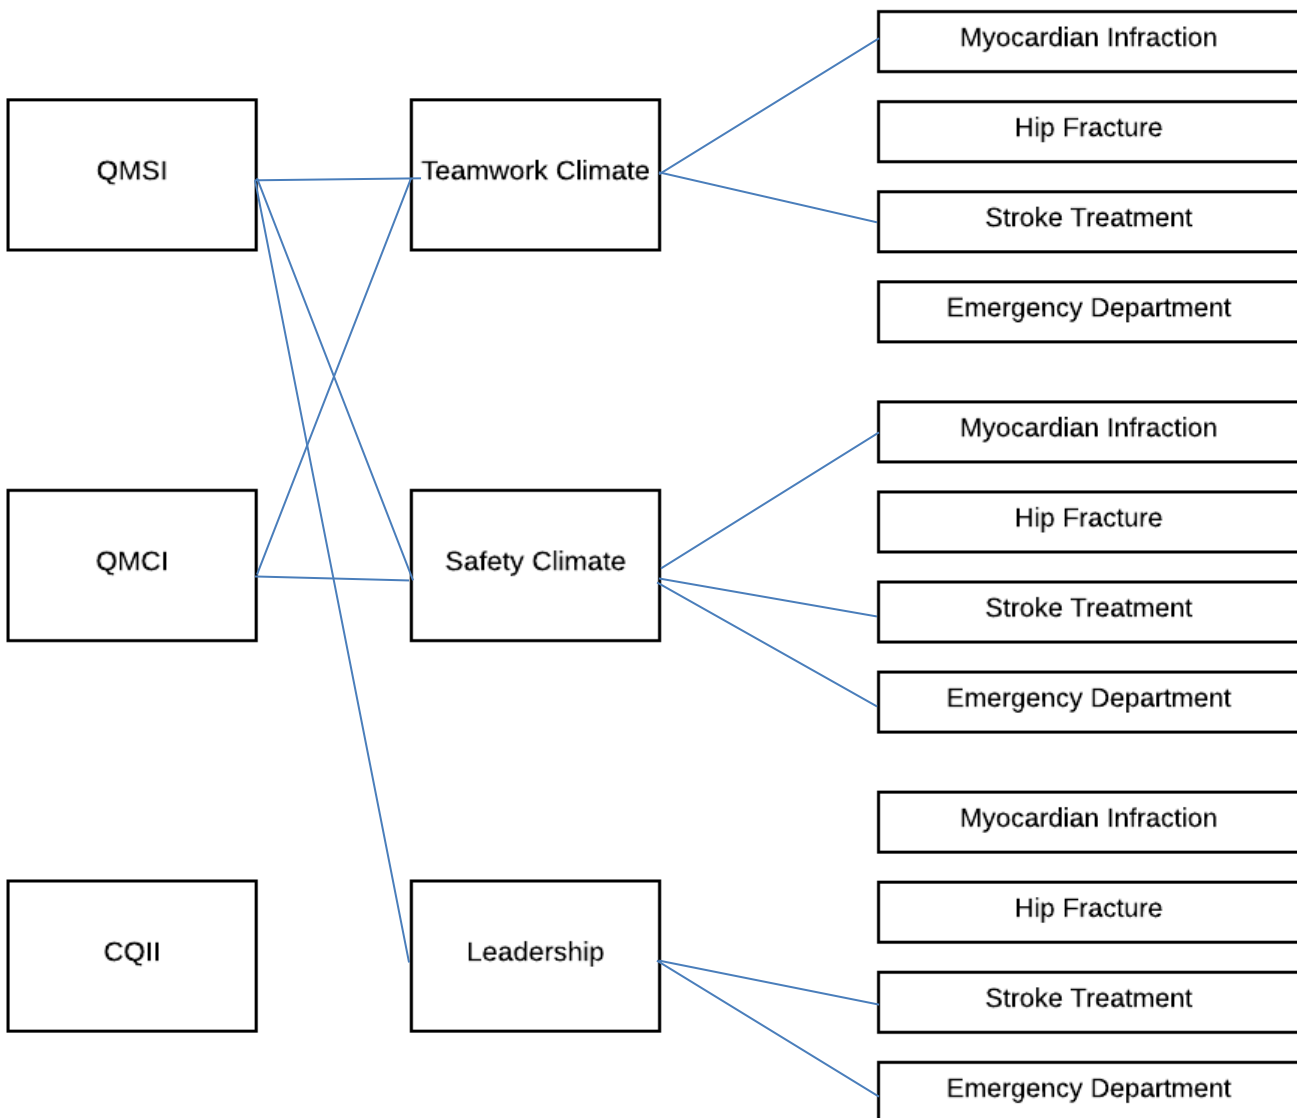 Myocardian Infraction
Hip Fracture
QMSI
Teamwork Climate
Stroke Treatment
Emergency Department
Myocardian Infraction
Hip Fracture
QMCI
Safety Climate
Stroke Treatment
Emergency Department
Myocardian Infraction
Hip Fracture
CQII
Leadership
Stroke Treatment
Emergency Department